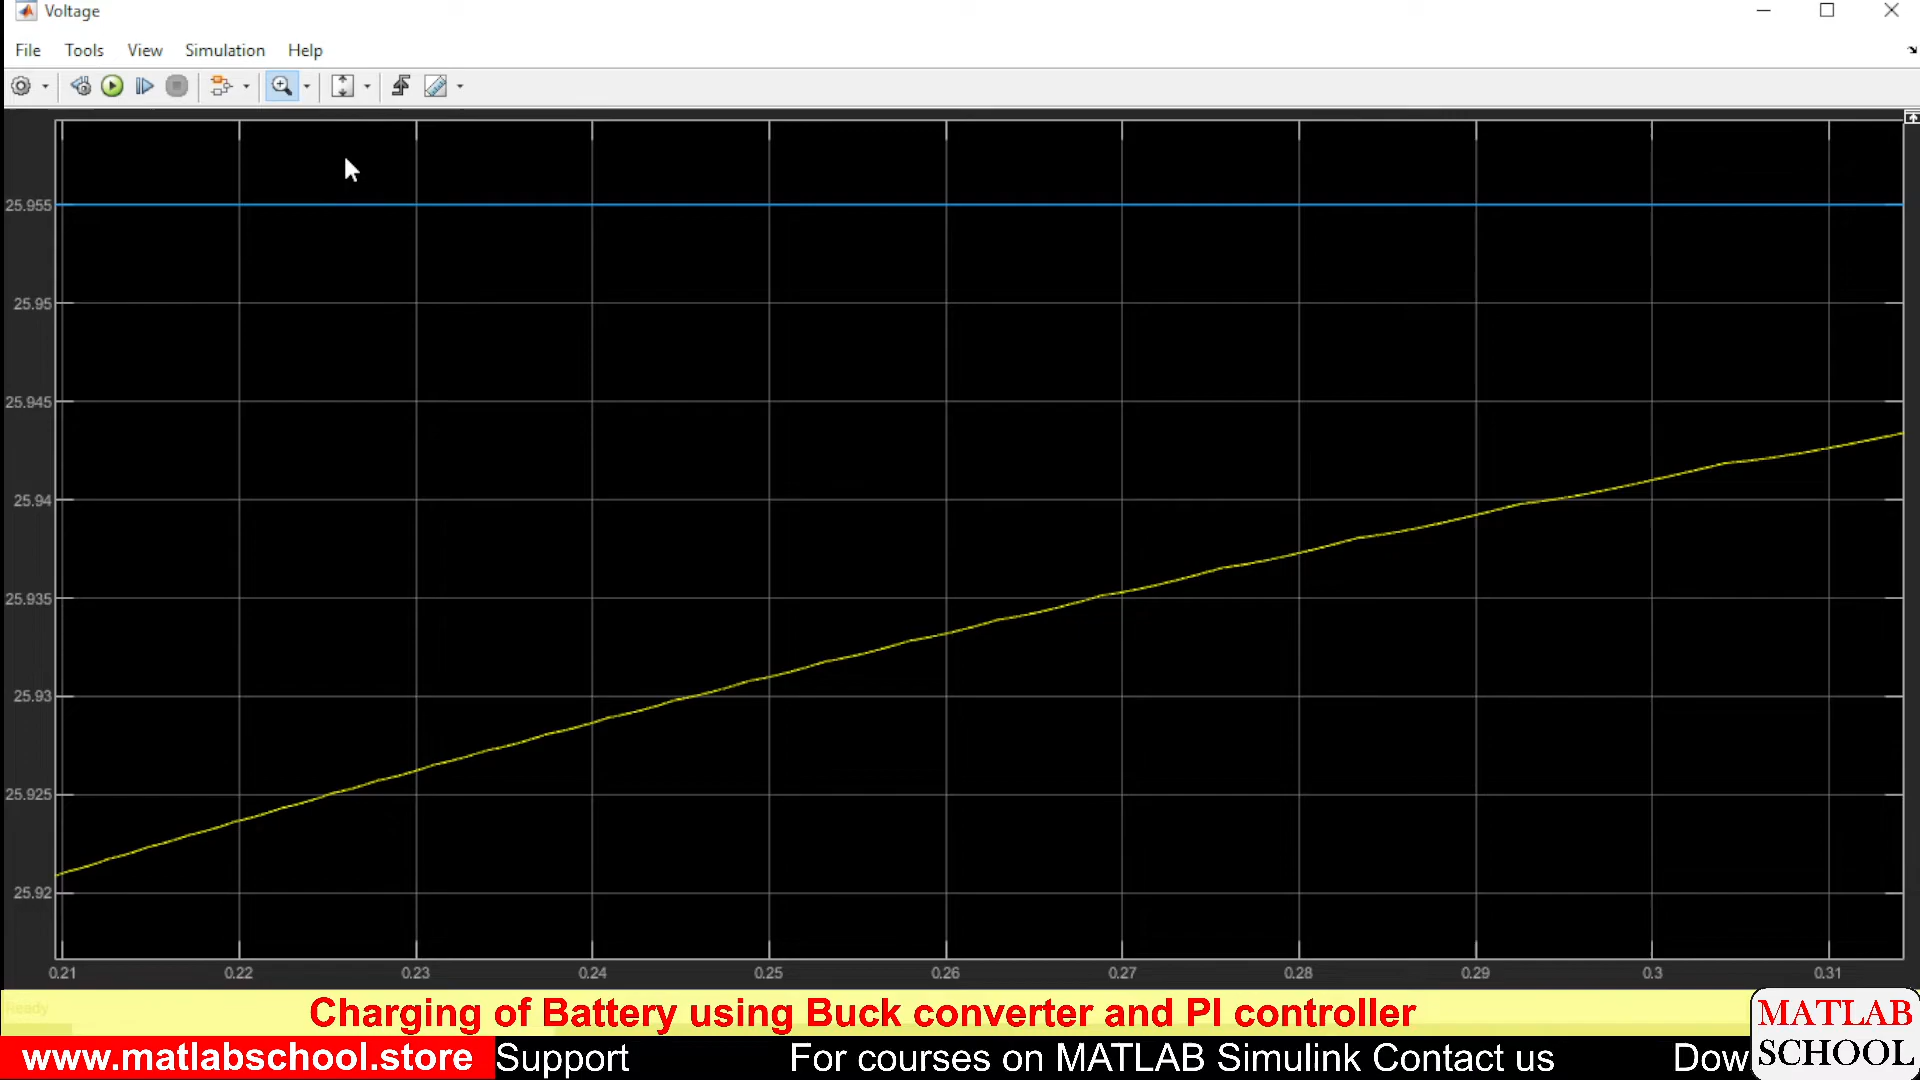 Voltage
File Tools View Simulation Help
25.955
25.95
25.945
25.94
25.935
25.93
25.925
25.92
0.21 0.22 0.23 0.24 0.25 0.26 0.27 0.28 0.29 0.3 0.31
Ready
Charging of Battery using Buck converter and PI controller
MATLAB
SCHOOL
www.matlabschool.store Support For courses on MATLAB Simulink Contact us Dow